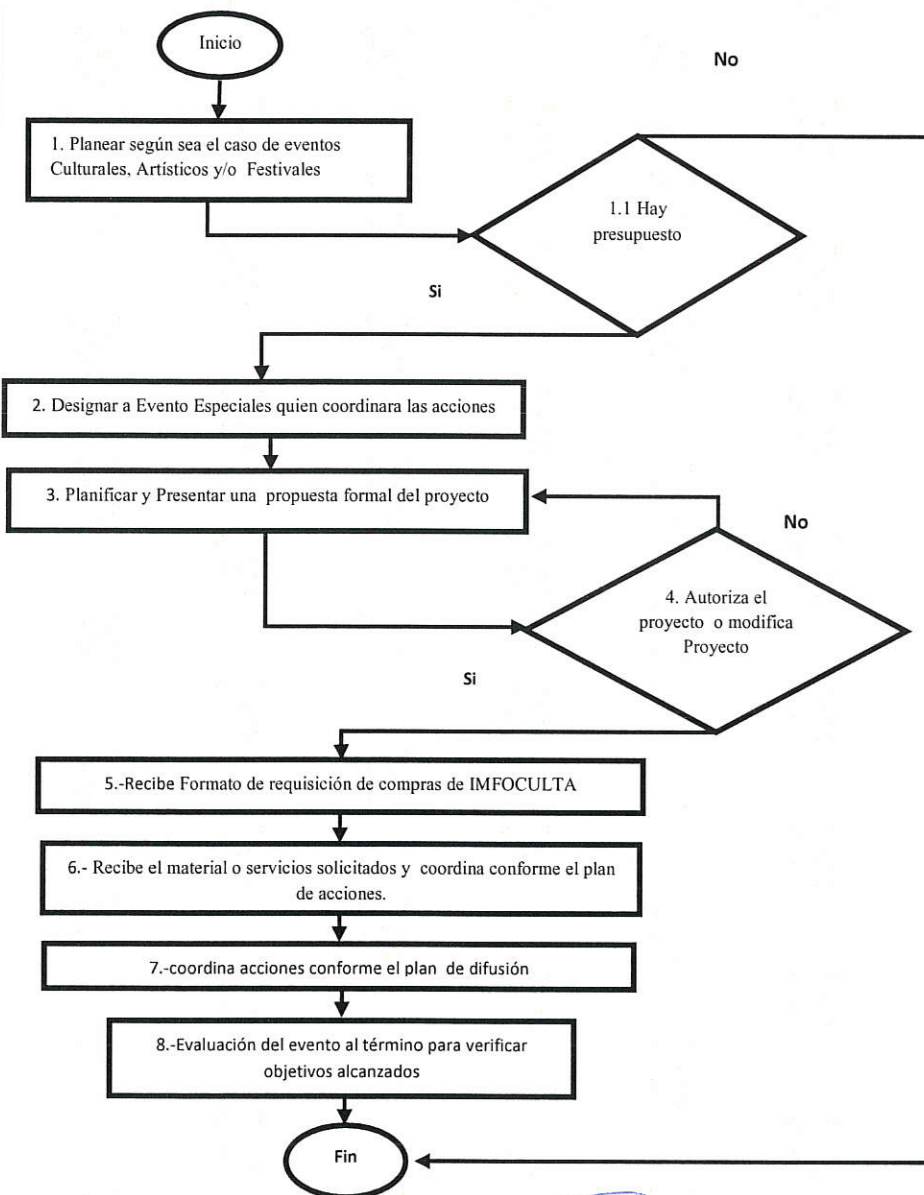 Inicio
No
1. Planear según sea el caso de eventos
Culturales, Artísticos y/o Festivales
1.1 Hay
presupuesto
Si
2. Designar a Evento Especiales quien coordinara las acciones
3. Planificar y Presentar una propuesta formal del proyecto
No
4. Autoriza el
proyecto o modifica
Proyecto
Si
5.-Recibe Formato de requisición de compras de IMFOCULTA
6.- Recibe el material o servicios solicitados y coordina conforme el plan
de acciones.
7.-coordina acciones conforme el plan de difusión
8.-Evaluación del evento al término para verificar
objetivos alcanzados
Fin